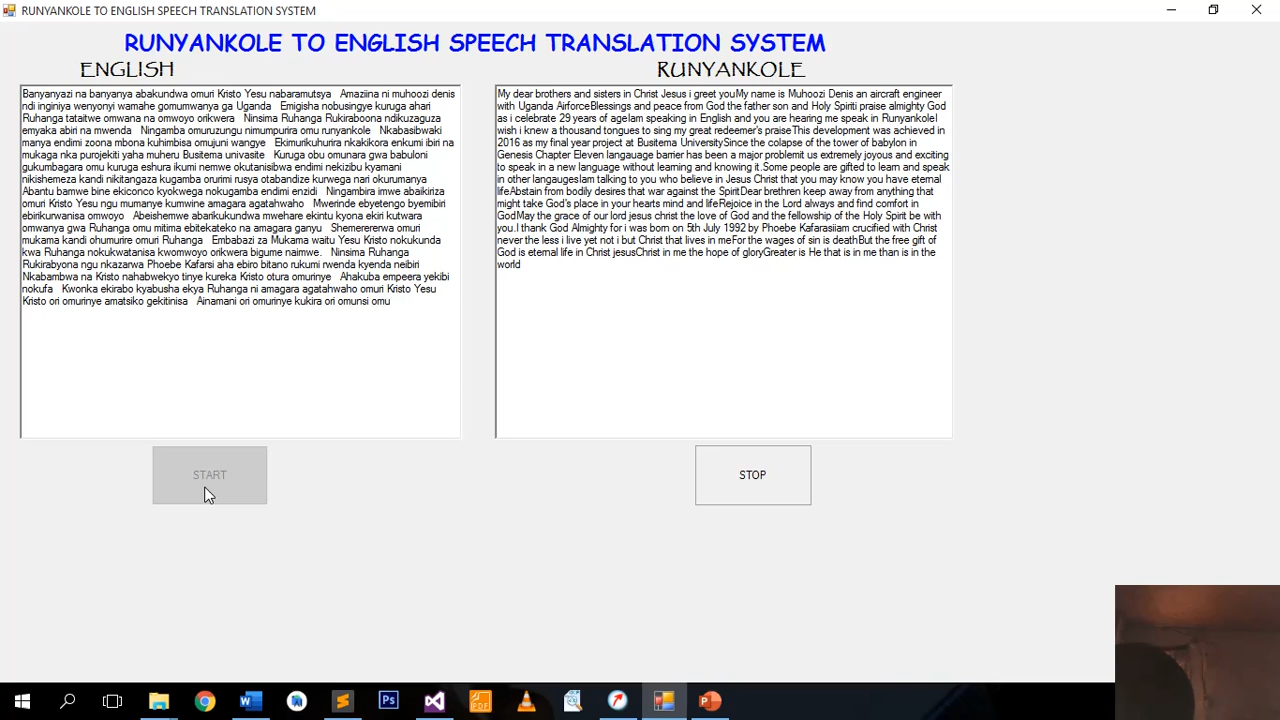 RUNYANKOLE TO ENGLISH SPEECH TRANSLATION SYSTEM
RUNYANKOLE TO ENGLISH SPEECH TRANSLATION SYSTEM
ENGLISH
RUNYANKOLE
Banyanyazi na banyanya abakundwa omuri Kristo Yesu nabaramutsya Amaziina ni muhoozi denis
ndi inginiya wenyonyi wamahe gomumwanya ga Uganda Emigisha nobusingye kuruga ahari
Ruhanga tataitwe omwana na omwoyo orikwera Ninsima Ruhanga Rukiraboona ndikuzaguza
emyaka abiri na mwenda Ningamba omuruzungu nimumpurira omu runyankole Nkabasibwaki
manya endimi zoona mbona kuhimbisa omujuni wangye Ekimurikuhurira nkakikora enkumi ibiri na
mukaga nka purojekiti yaha muheru Busitema univasite Kuruga obu omunara gwa babuloni
gukumbagara omu kuruga eshura ikumi nemwe okutanisibwa endimi nekizibu kyamani
nikishemeza kandi nikitangaza kugamba orurimi rusya otabandize kurwega nari okurumanya
Abantu bamwe bine ekiconco kyokwega nokugamba endimi enzidi Ningambira imwe abaikiriza
omuri Kristo Yesu ngu mumanye kumwine amagara agatahwaho Mwerinde ebyetengo byemibiri
ebirikurwanisa omwoyo Abeishemwe abarikukundwa mwehare ekintu kyona ekiri kutwara
omwanya gwa Ruhanga omu mitima ebitekateko na amagara ganyu Shemerererwa omuri
mukama kandi ohumurire omuri Ruhanga Embabazi za Mukama waitu Yesu Kristo nokukunda
kwa Ruhanga nokukwatanisa kwomwoyo orikwera bigume naimwe. Ninsima Ruhanga
Rukirabyona ngu nkazarwa Phoebe Kafarsi aha ebiro bitano rukumi rwenda kyenda neibiri
Nkabambwa na Kristo nahabwekyo tinye kureka Kristo otura omurinye Ahakuba empeera yekibi
nokufa Kwonka ekirabo kyabusha ekya Ruhanga ni amagara agatahwaho omuri Kristo Yesu
Kristo ori omurinye amatsiko gekitinisa Ainamani ori omurinye kukira ori omunsi omu
My dear brothers and sisters in Christ Jesus i greet youMy name is Muhoozi Denis an aircraft engineer
with Uganda AirforceBlessings and peace from God the father son and Holy Spiriti praise almighty God
as i celebrate 29 years of ageIam speaking in English and you are hearing me speak in RunyankoleI
wish i knew a thousand tongues to sing my great redeemer's praiseThis development was achieved in
2016 as my final year project at Busitema UniversitySince the colapse of the tower of babylon in
Genesis Chapter Eleven langauage barrier has been a major problemit us extremely joyous and exciting
to speak in a new language without learning and knowing it.Some people are gifted to learn and speak
in other langaugesIam talking to you who believe in Jesus Christ that you may know you have eternal
lifeAbstain from bodily desires that war against the SpiritDear brethren keep away from anything that
might take God's place in your hearts mind and lifeRejoice in the Lord always and find comfort in
GodMay the grace of our lord jesus christ the love of God and the fellowship of the Holy Spirit be with
you.I thank God Almighty for i was born on 5th July 1992 by Phoebe Kafarasiiam crucified with Christ
never the less i live yet not i but Christ that lives in meFor the wages of sin is deathBut the free gift of
God is eternal life in Christ jesusChrist in me the hope of gloryGreater is He that is in me than is in the
world
START
STOP